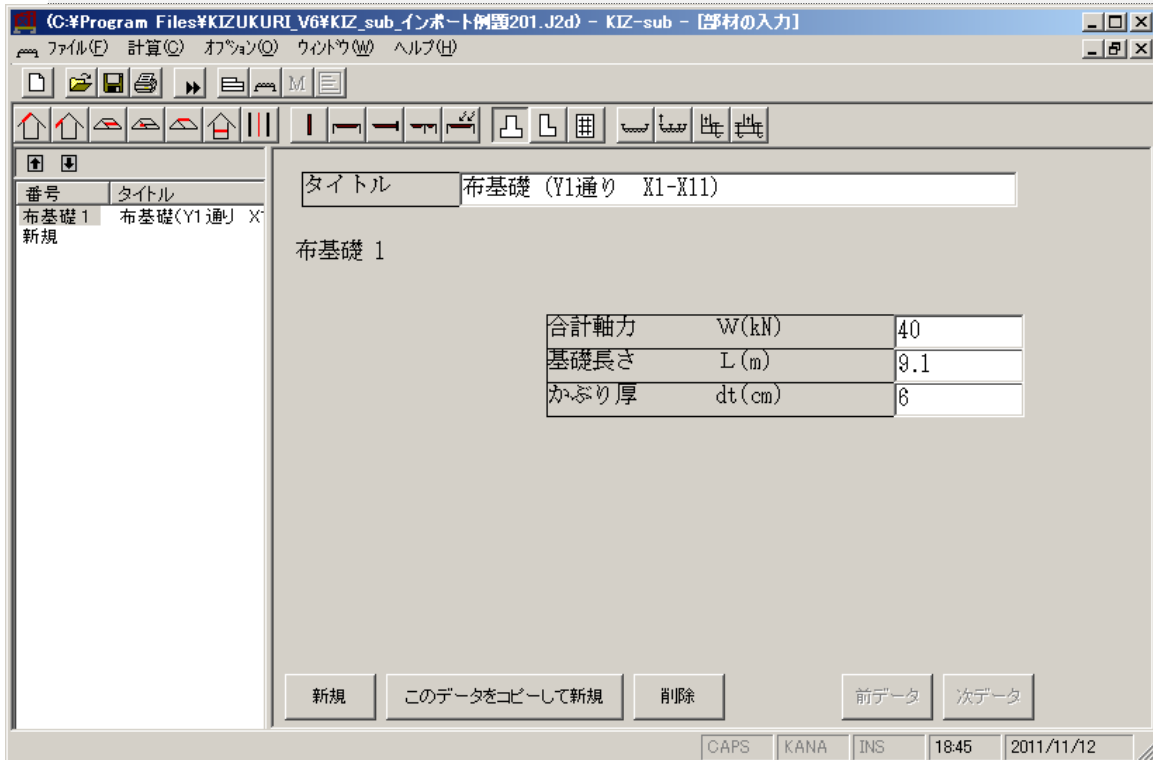 (C:¥Program Files¥KIZUKURI_V6¥KIZ_sub_インポート例題201.J2d) - KIZ-sub - [部材の入力]
ファイル(F) 計算(C) オプション(O) ウィンドウ(W) ヘルプ(H)
M
番号 タイトル
布基礎1 布基礎(Y1通り X1
新規
タイトル 布基礎 (Y1通り X1-X11)
布基礎 1
合計軸力 W(kN) 40
基礎長さ L(m) 9.1
かぶり厚 dt(cm) 6
新規 このデータをコピーして新規 削除 前データ 次データ
CAPS KANA INS 18:45 2011/11/12